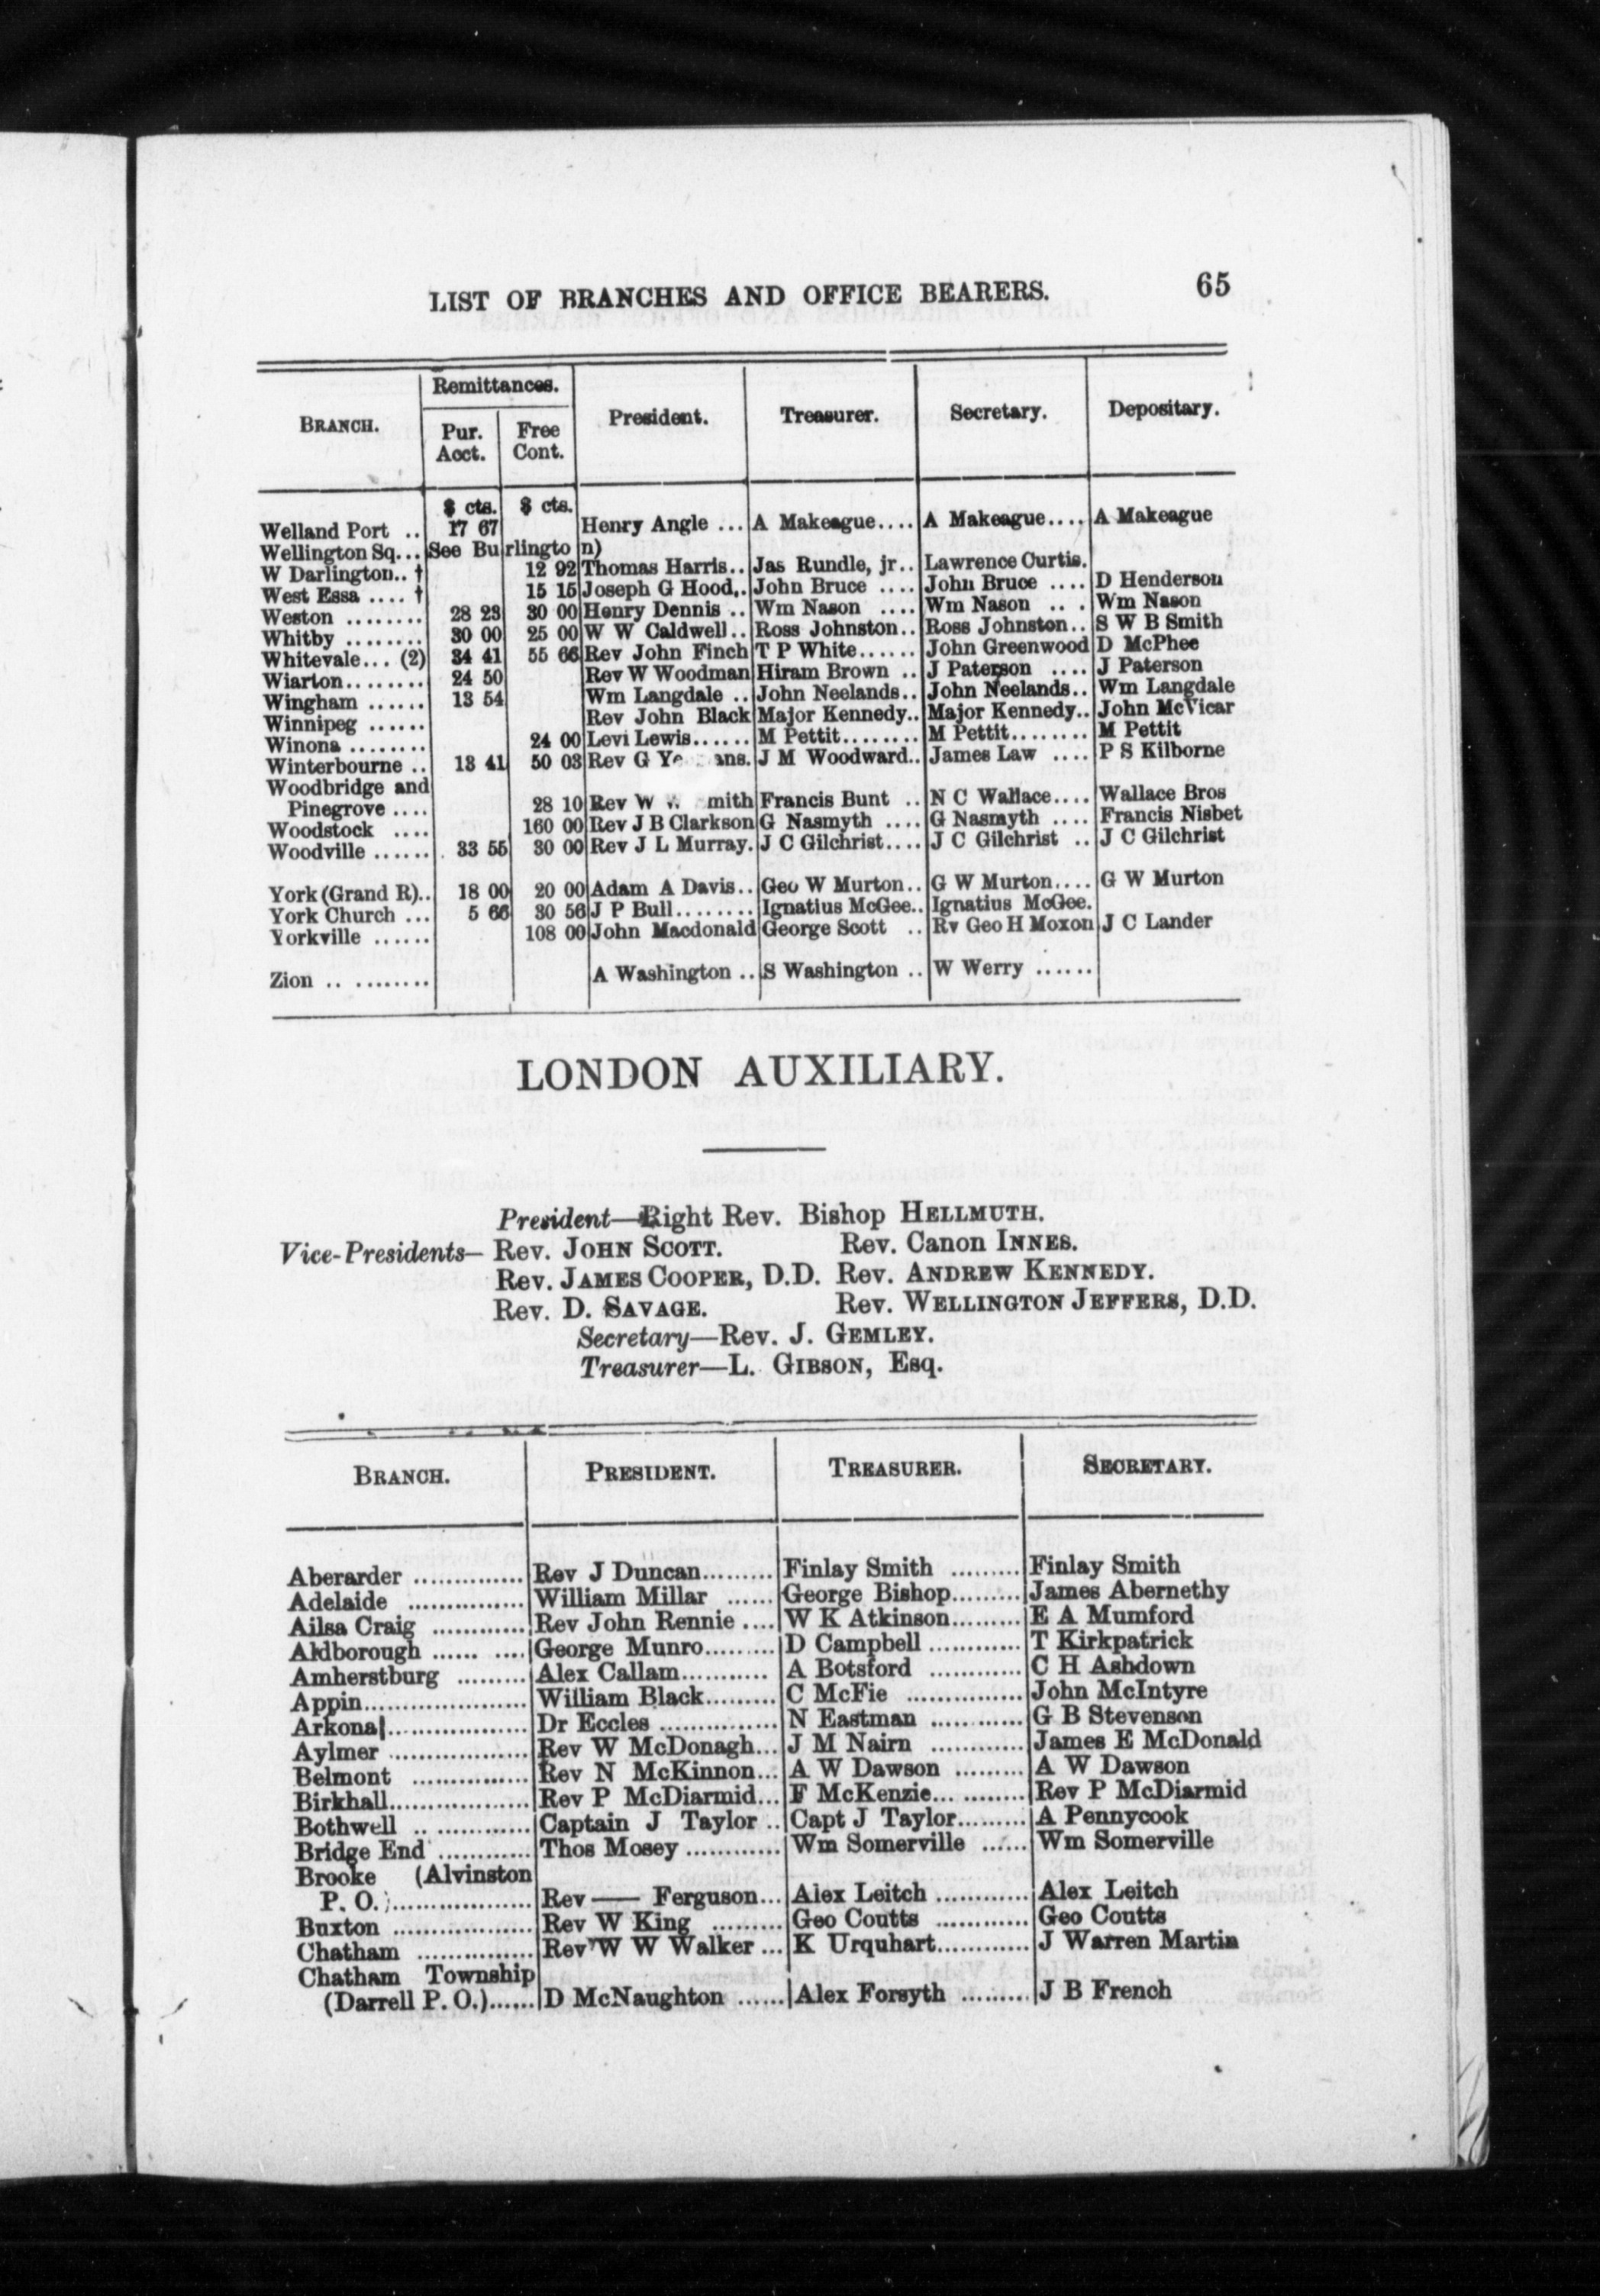 LIST OF BRANCHES AND OFFICE BEARERS. 65
BRANCH. Remittances. President. Treasurer. Secretary. Depositary.
Pur. Acct. Free Cont.
$ cts. $ cts.
Welland Port .. 17 67 Henry Angle ... A Makeague.... A Makeague.... A Makeague
Wellington Sq... See Burlington)
W Darlington.. † 12 92 Thomas Harris.. Jas Rundle, jr.. Lawrence Curtis.
West Essa .... † 15 15 Joseph G Hood.. John Bruce .... John Bruce .... D Henderson
Weston ........ 28 23 30 00 Henry Dennis .. Wm Nason .... Wm Nason .. . Wm Nason
Whitby ........ 30 00 25 00 W W Caldwell.. Ross Johnston.. Ross Johnston.. S W B Smith
Whitevale... (2) 34 41 55 66 Rev John Finch T P White...... John Greenwood D McPhee
Wiarton........ 24 50 Rev W Woodman Hiram Brown .. J Paterson .... J Paterson
Wingham ...... 13 54 Wm Langdale .. John Neelands.. John Neelands.. Wm Langdale
Winnipeg ...... Rev John Black Major Kennedy.. Major Kennedy.. John McVicar
Winona ........ 24 00 Levi Lewis...... M Pettit........ M Pettit........ M Pettit
Winterbourne .. 13 41 50 03 Rev G J M Woodward.. James Law .... P S Kilborne
Woodbridge and
Pinegrove .... 28 10 Rev W Francis Bunt .. N C Wallace.... Wallace Bros
Woodstock .... 160 00 Rev J B Clarkson G Nasmyth .... G Nasmyth .... Francis Nisbet
Woodville ...... 33 55 30 00 Rev J L Murray. J C Gilchrist.... J C Gilchrist .. J C Gilchrist
York (Grand R).. 18 00 20 00 Adam A Davis.. Geo W Murton.. G W Murton.... G W Murton
York Church ... 5 66 30 56 J P Bull........ Ignatius McGee.. Ignatius McGee.
Yorkville ...... 108 00 John Macdonald George Scott .. Rv Geo H Moxon J C Lander
Zion .. ........ A Washington .. S Washington .. W Werry ......
LONDON AUXILIARY.
President—Right Rev. Bishop HELLMUTH.
Vice-Presidents— Rev. JOHN SCOTT. Rev. Canon INNES.
Rev. JAMES COOPER, D.D. Rev. ANDREW KENNEDY.
Rev. D. SAVAGE. Rev. WELLINGTON JEFFERS, D.D.
Secretary—Rev. J. GEMLEY.
Treasurer—L. GIBSON, Esq.
BRANCH. PRESIDENT. TREASURER. SECRETARY.
Aberarder .............. Rev J Duncan......... Finlay Smith ......... Finlay Smith
Adelaide ............... William Millar ...... George Bishop......... James Abernethy
Ailsa Craig ............ Rev John Rennie .... W K Atkinson......... E A Mumford
Aldborough ...... .... George Munro......... D Campbell ............ T Kirkpatrick
Amherstburg ......... Alex Callam........... A Botsford ............ C H Ashdown
Appin..................... William Black......... C McFie ............... John McIntyre
Arkona .................. Dr Eccles ............... N Eastman ............ G B Stevenson
Aylmer .................. Rev W McDonagh... J M Nairn ............ James E McDonald
Belmont ............... Rev N McKinnon... A W Dawson ......... A W Dawson
Birkhall.................. Rev P McDiarmid... F McKenzie............ Rev P McDiarmid
Bothwell .. ............ Captain J Taylor .. Capt J Taylor......... A Pennycook
Bridge End ............ Thos Mosey ............ Wm Somerville ...... Wm Somerville
Brooke (Alvinston
P. O.).................. Rev —— Ferguson... Alex Leitch ............ Alex Leitch
Buxton .................. Rev W King ......... Geo Coutts ............ Geo Coutts
Chatham ............... Rev W W Walker ... K Urquhart............ J Warren Martin
Chatham Township
(Darrell P. O.)...... D McNaughton ...... Alex Forsyth ......... J B French